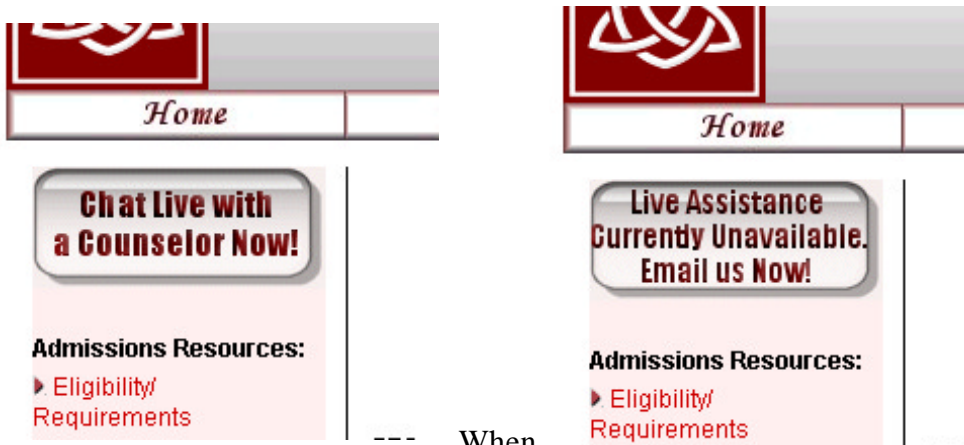 Home
Chat Live with
a Counselor Now!
Admissions Resources:
Eligibility/
Requirements
--- When
Home
Live Assistance
Currently Unavailable.
Email us Now!
Admissions Resources:
Eligibility/
Requirements